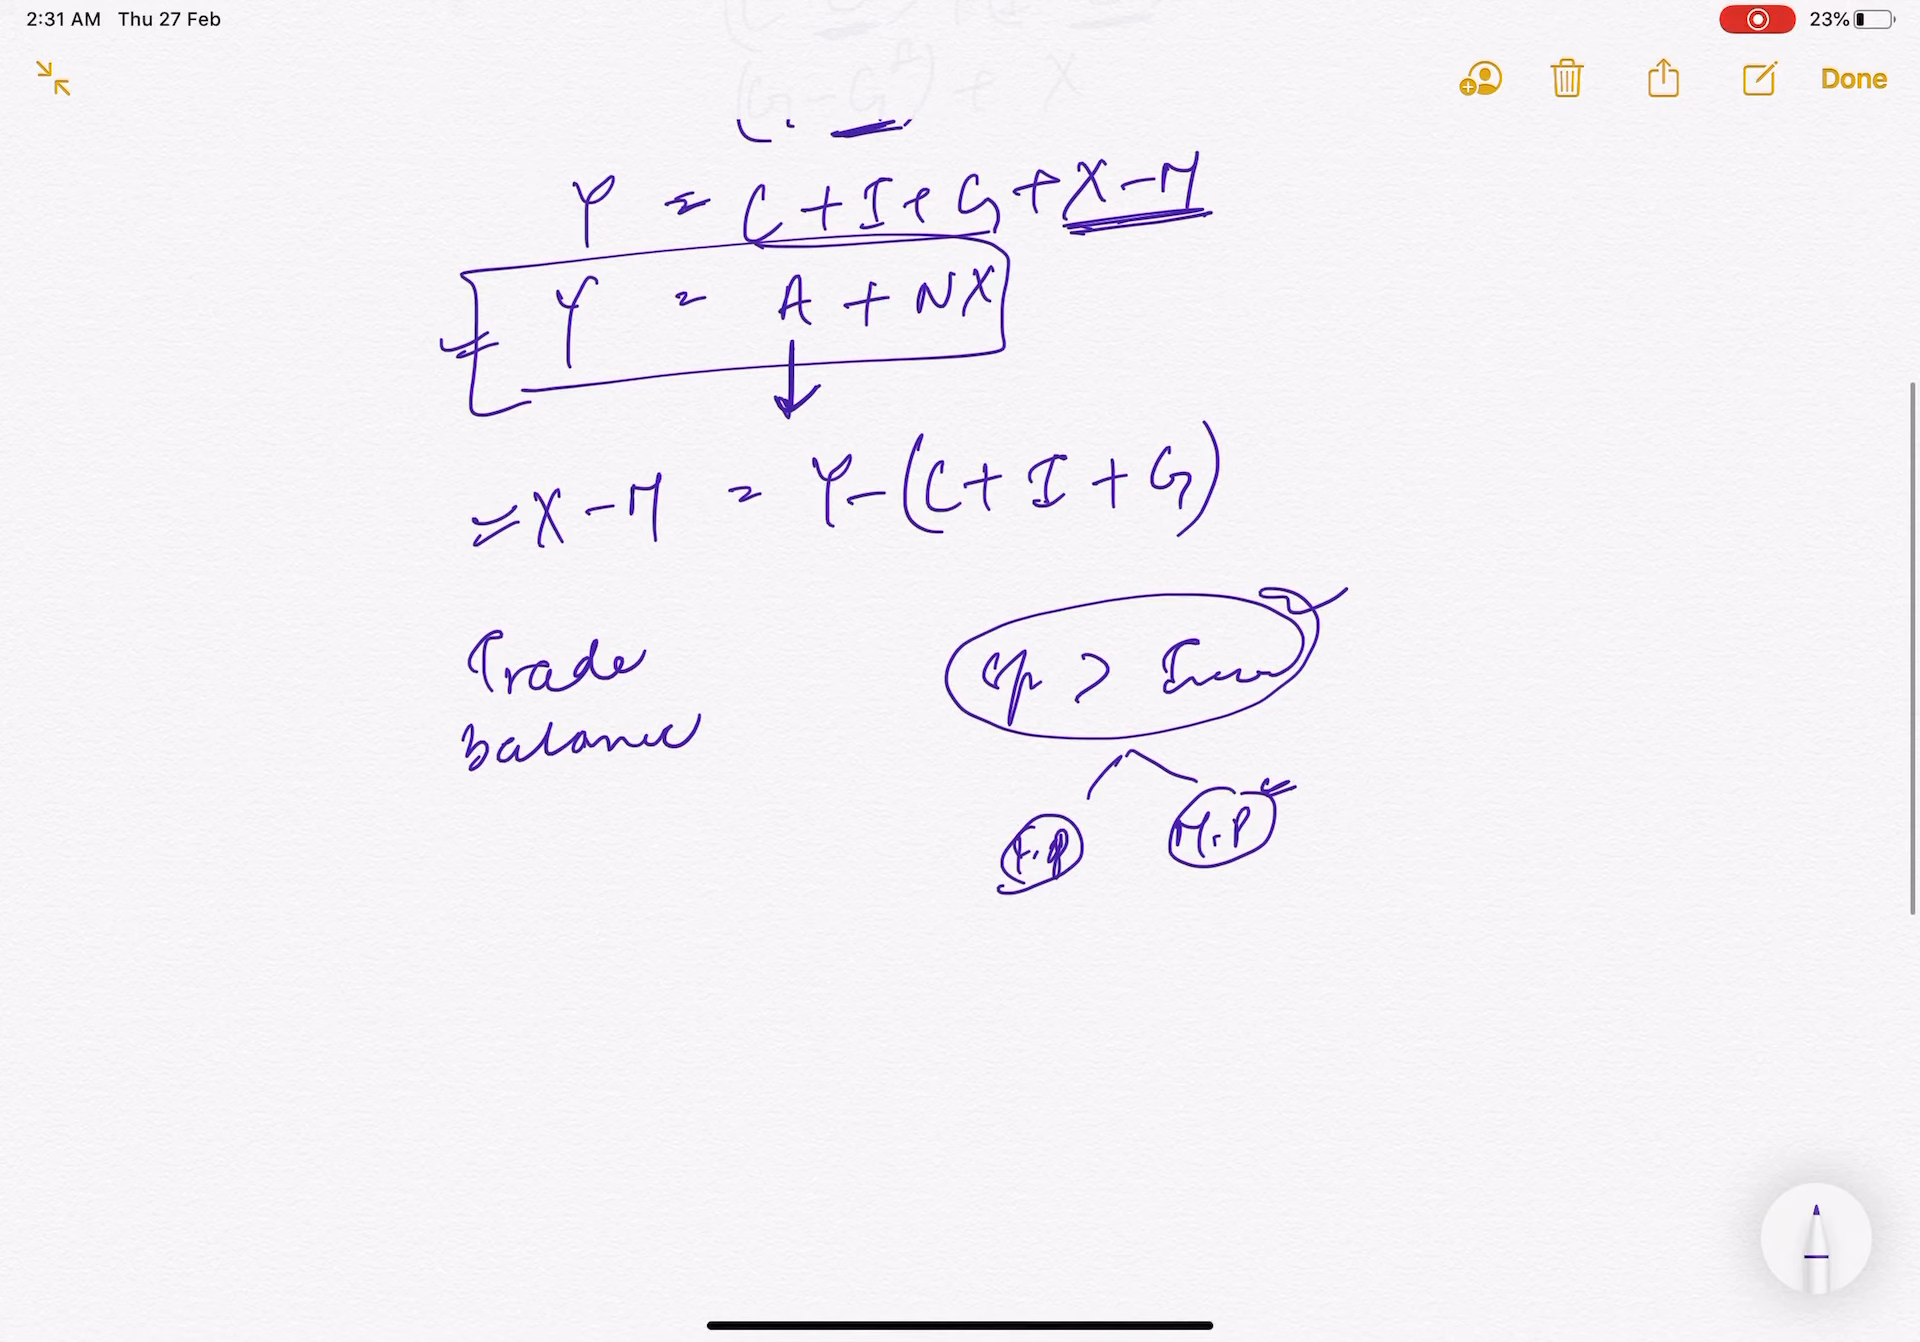 2:31 AM Thu 27 Feb
23%
Done
(G-G
+ X
Y = C + I + G + X - M
Y = A + NX
= X - M = Y - (C + I + G)
Trade
balance
>
F.P
M.P